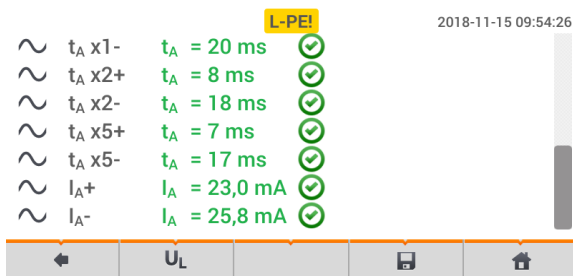 L-PE!
2018-11-15 09:54:26
tA x1- tA = 20 ms
tA x2+ tA = 8 ms
tA x2- tA = 18 ms
tA x5+ tA = 7 ms
tA x5- tA = 17 ms
IA+ IA = 23,0 mA
IA- IA = 25,8 mA
UL